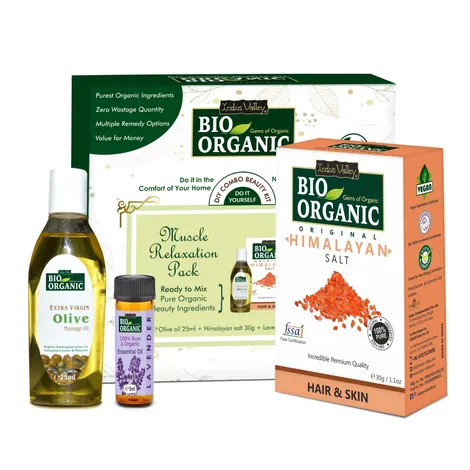 Purest Organic Ingredients
Zero Wastage Quantity
Multiple Remedy Options
Value for Money
Indus Valley
BIO
ORGANIC
Gems of Organic
Do it in the
Comfort of Your Home
DIY COMBO BEAUTY KIT
DO IT
YOURSELF
Muscle
Relaxation
Pack
Ready to Mix
Pure Organic
Beauty Ingredients
Olive oil 25ml + Himalayan salt 30g + Lave
BIO
ORGANIC
EXTRA VIRGIN
Olive
Massage Oil
25ml
BIO
ORGANIC
100% Pure
& Organic
Essential Oil
LAVENDER
Indus Valley
BIO
ORGANIC
Gems of Organic
ORIGINAL
HIMALAYAN
SALT
fssai
100% PURE
Incredible Premium Quality
HAIR & SKIN
30g / 1.1oz
VEGAN